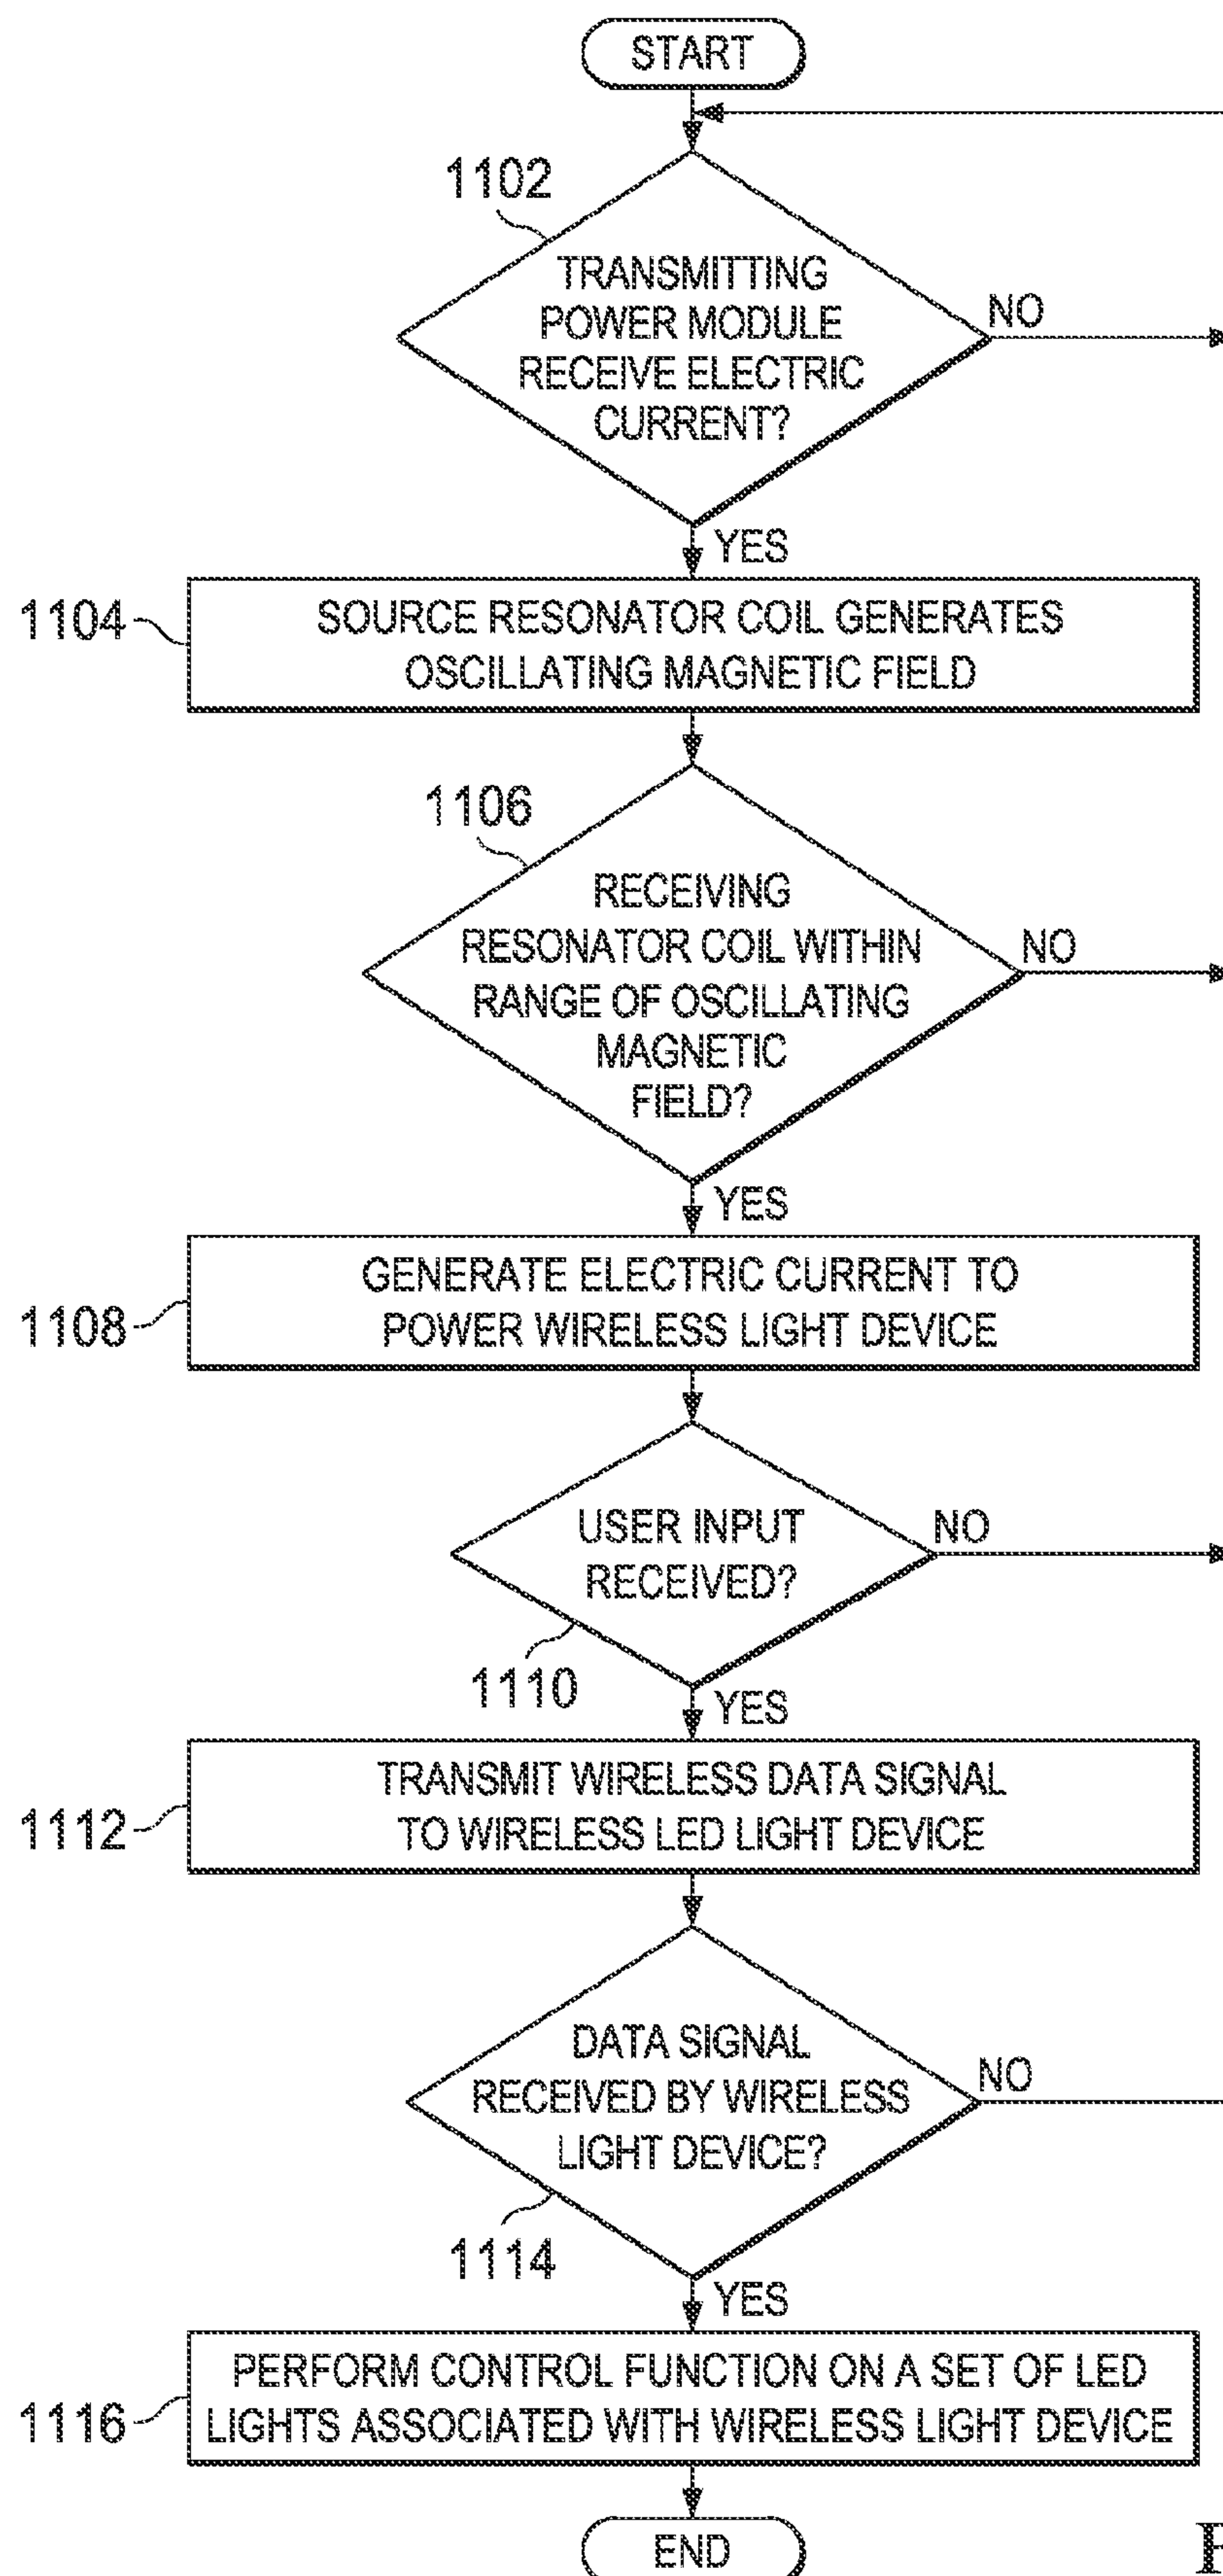 START
1102
TRANSMITTING
POWER MODULE
RECEIVE ELECTRIC
CURRENT?
NO
YES
1104
SOURCE RESONATOR COIL GENERATES
OSCILLATING MAGNETIC FIELD
1106
RECEIVING
RESONATOR COIL WITHIN
RANGE OF OSCILLATING
MAGNETIC
FIELD?
NO
YES
1108
GENERATE ELECTRIC CURRENT TO
POWER WIRELESS LIGHT DEVICE
USER INPUT
RECEIVED?
NO
1110
YES
1112
TRANSMIT WIRELESS DATA SIGNAL
TO WIRELESS LED LIGHT DEVICE
DATA SIGNAL
RECEIVED BY WIRELESS
LIGHT DEVICE?
NO
1114
YES
1116
PERFORM CONTROL FUNCTION ON A SET OF LED
LIGHTS ASSOCIATED WITH WIRELESS LIGHT DEVICE
END